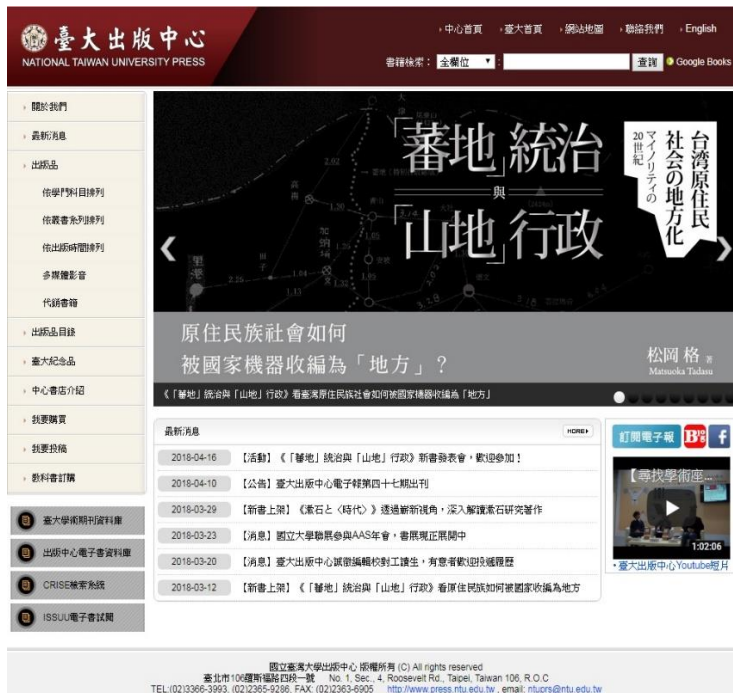 臺大出版中心
NATIONAL TAIWAN UNIVERSITY PRESS
中心首頁 臺大首頁 網站地圖 聯絡我們 English
書籍檢索： 全欄位 ： 查詢 Google Books
關於我們
最新消息
出版品
依學門科目排列
依叢書系列排列
依出版時間排列
多媒體影音
代銷書籍
出版品目錄
臺大紀念品
中心書店介紹
我要購買
我要投稿
教科書訂購
臺大學術期刊資料庫
出版中心電子書資料庫
CRISE檢索系統
ISSUU電子書試閱
「蕃地」統治
與
「山地」行政
台湾原住民
社会の地方化
マイノリティの
20世紀
原住民族社會如何
被國家機器收編為「地方」？
松岡 格 著
Matsuoka Tadasu
《「蕃地」統治與「山地」行政》看臺灣原住民族社會如何被國家機器收編為「地方」
最新消息
MORE
2018-04-16 【活動】《「蕃地」統治與「山地」行政》新書發表會，歡迎參加！
2018-04-10 【公告】臺大出版中心電子報第四十七期出刊
2018-03-29 【新書上架】《漱石と〈時代〉》透過嶄新視角，深入解讀漱石研究著作
2018-03-23 【消息】國立大學聯展參與AAS年會，書展現正展開中
2018-03-20 【消息】臺大出版中心誠徵編輯校對工讀生，有意者歡迎投遞履歷
2018-03-12 【新書上架】《「蕃地」統治與「山地」行政》看原住民族如何被國家收編為地方
訂閱電子報
【尋找學術座...
1:02:06
臺大出版中心Youtube短片
國立臺灣大學出版中心 版權所有 (C) All rights reserved
臺北市106羅斯福路四段一號 No. 1, Sec., 4, Roosevelt Rd., Taipei, Taiwan 106, R.O.C
TEL:(02)3366-3993. (02)2365-9286, FAX: (02)2363-6905 http://www.press.ntu.edu.tw , email: ntuprs@ntu.edu.tw